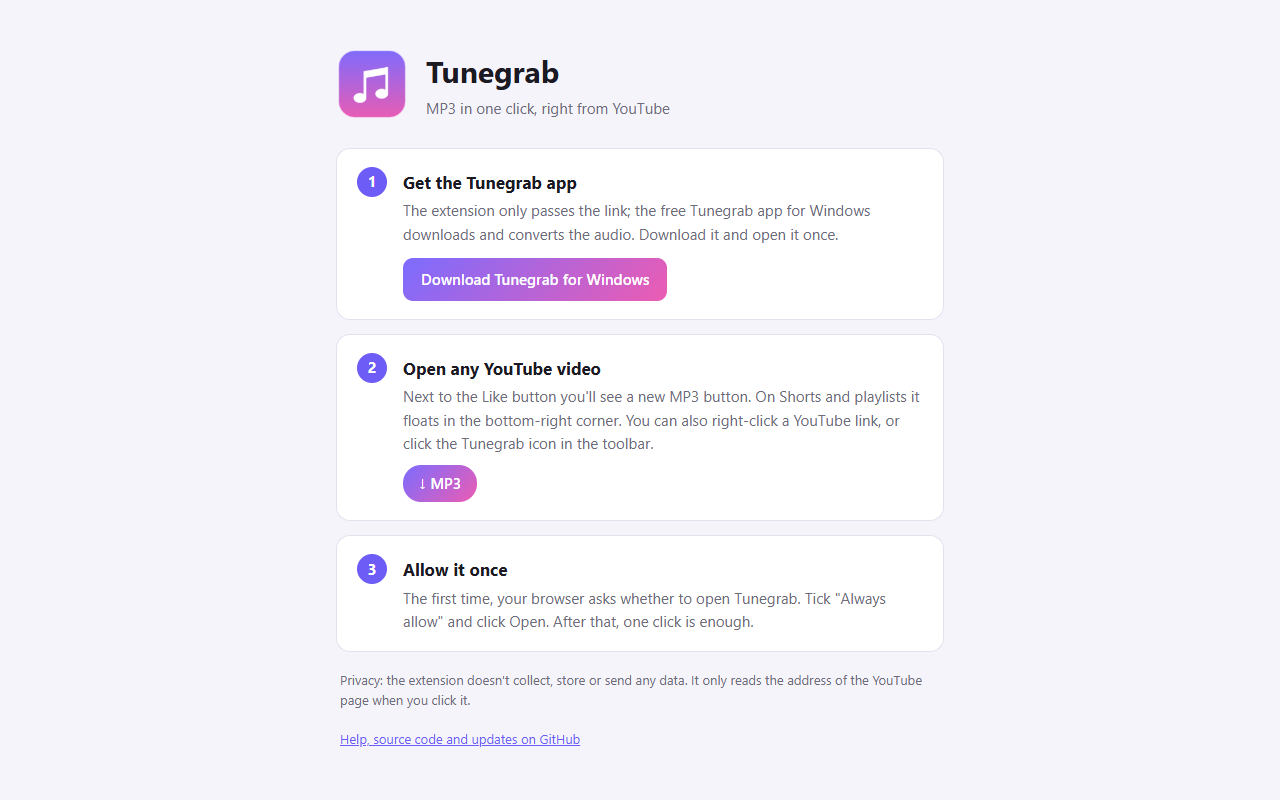 Tunegrab
MP3 in one click, right from YouTube
1
Get the Tunegrab app
The extension only passes the link; the free Tunegrab app for Windows
downloads and converts the audio. Download it and open it once.
Download Tunegrab for Windows
2
Open any YouTube video
Next to the Like button you'll see a new MP3 button. On Shorts and playlists it
floats in the bottom-right corner. You can also right-click a YouTube link, or
click the Tunegrab icon in the toolbar.
↓ MP3
3
Allow it once
The first time, your browser asks whether to open Tunegrab. Tick "Always
allow" and click Open. After that, one click is enough.
Privacy: the extension doesn't collect, store or send any data. It only reads the address of the YouTube
page when you click it.
Help, source code and updates on GitHub